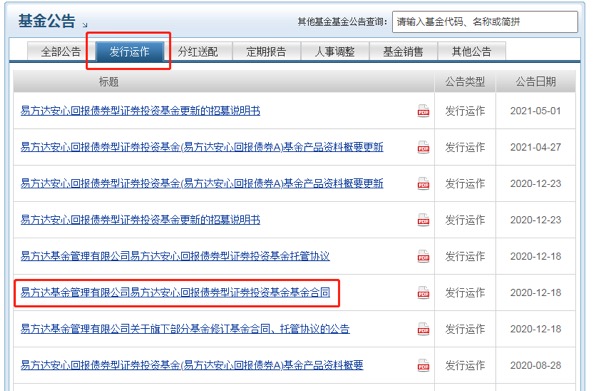 基金公告
其他基金基金公告查询： 请输入基金代码、名称或简拼
全部公告 发行运作 分红送配 定期报告 人事调整 基金销售 其他公告
标题 公告类型 公告日期
易方达安心回报债券型证券投资基金更新的招募说明书 PDF 发行运作 2021-05-01
易方达安心回报债券型证券投资基金(易方达安心回报债券A)基金产品资料概要更新 PDF 发行运作 2021-04-27
易方达安心回报债券型证券投资基金(易方达安心回报债券A)基金产品资料概要更新 PDF 发行运作 2020-12-23
易方达安心回报债券型证券投资基金更新的招募说明书 PDF 发行运作 2020-12-23
易方达基金管理有限公司易方达安心回报债券型证券投资基金托管协议 PDF 发行运作 2020-12-18
易方达基金管理有限公司易方达安心回报债券型证券投资基金基金合同 PDF 发行运作 2020-12-18
易方达基金管理有限公司关于旗下部分基金修订基金合同、托管协议的公告 PDF 发行运作 2020-12-18
易方达安心回报债券型证券投资基金(易方达安心回报债券A)基金产品资料概要 PDF 发行运作 2020-08-28